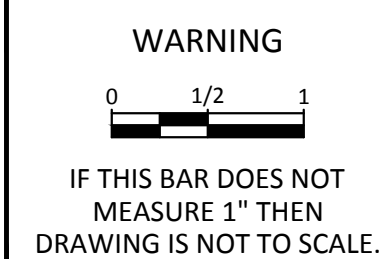 WARNING
0 1/2 1
IF THIS BAR DOES NOT
MEASURE 1" THEN
DRAWING IS NOT TO SCALE.